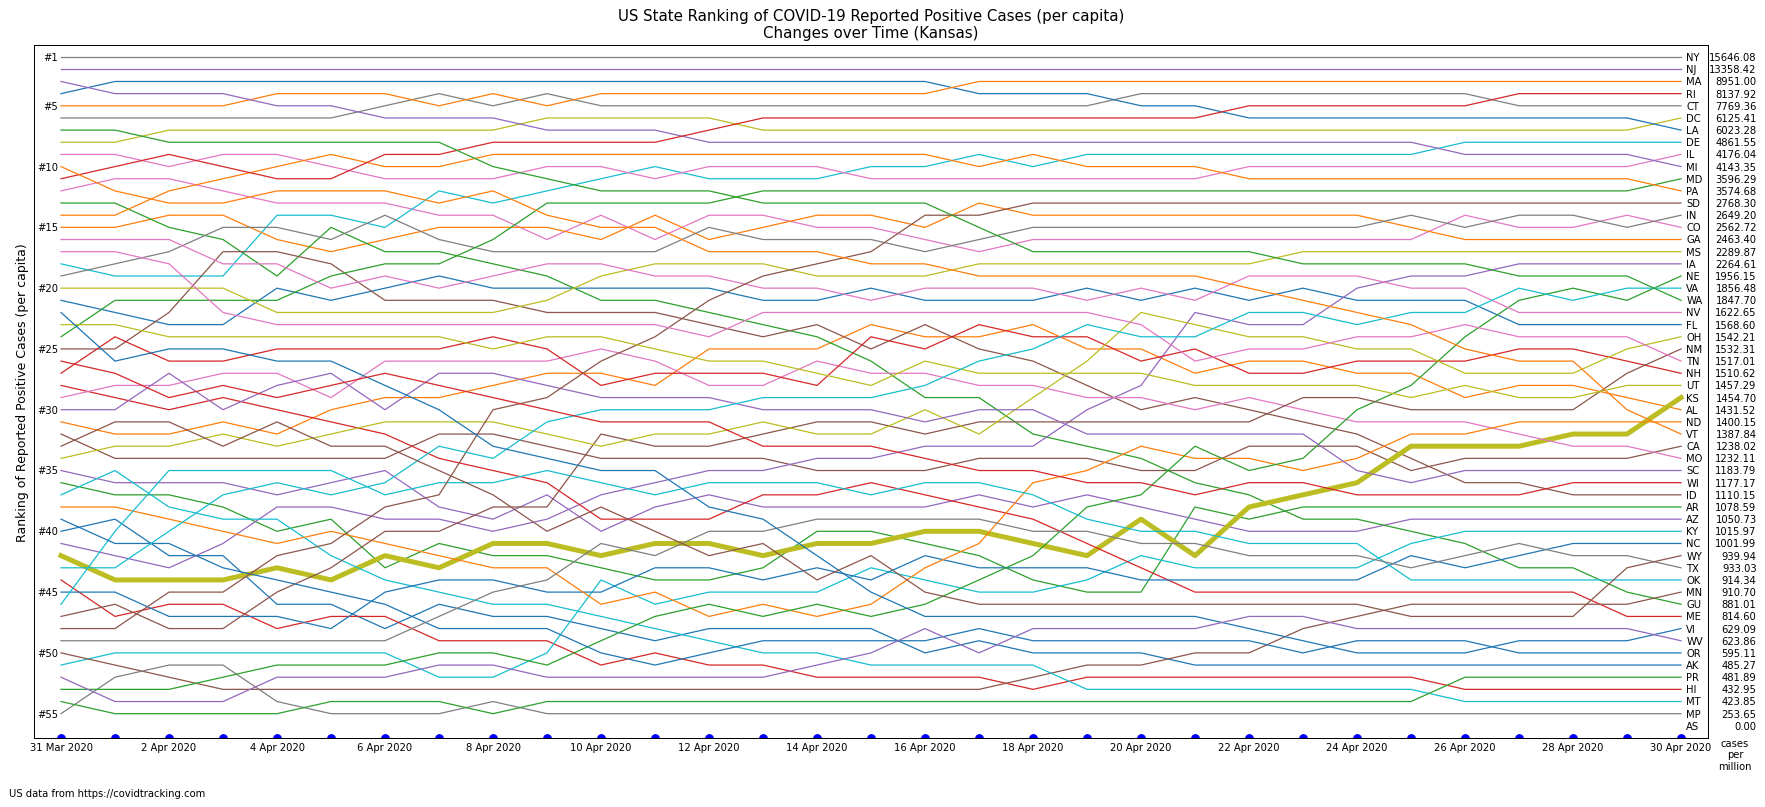 US State Ranking of COVID-19 Reported Positive Cases (per capita)
Changes over Time (Kansas)
Ranking of Reported Positive Cases (per capita)
#1
#5
#10
#15
#20
#25
#30
#35
#40
#45
#50
#55
NY 15646.08
NJ 13358.42
MA 8951.00
RI 8137.92
CT 7769.36
DC 6125.41
LA 6023.28
DE 4861.55
IL 4176.04
MI 4143.35
MD 3596.29
PA 3574.68
SD 2768.30
IN 2649.20
CO 2562.72
GA 2463.40
MS 2289.87
IA 2264.61
NE 1956.15
VA 1856.48
WA 1847.70
NV 1622.65
FL 1568.60
OH 1542.21
NM 1532.31
TN 1517.01
NH 1510.62
UT 1457.29
KS 1454.70
AL 1431.52
ND 1400.15
VT 1387.84
CA 1238.02
MO 1232.11
SC 1183.79
WI 1177.17
ID 1110.15
AR 1078.59
AZ 1050.73
KY 1015.97
NC 1001.99
WY 939.94
TX 933.03
OK 914.34
MN 910.70
GU 881.01
ME 814.60
VI 629.09
WV 623.86
OR 595.11
AK 485.27
PR 481.89
HI 432.95
MT 423.85
MP 253.65
AS 0.00
31 Mar 2020 2 Apr 2020 4 Apr 2020 6 Apr 2020 8 Apr 2020 10 Apr 2020 12 Apr 2020 14 Apr 2020 16 Apr 2020 18 Apr 2020 20 Apr 2020 22 Apr 2020 24 Apr 2020 26 Apr 2020 28 Apr 2020 30 Apr 2020
cases
per
million
US data from https://covidtracking.com